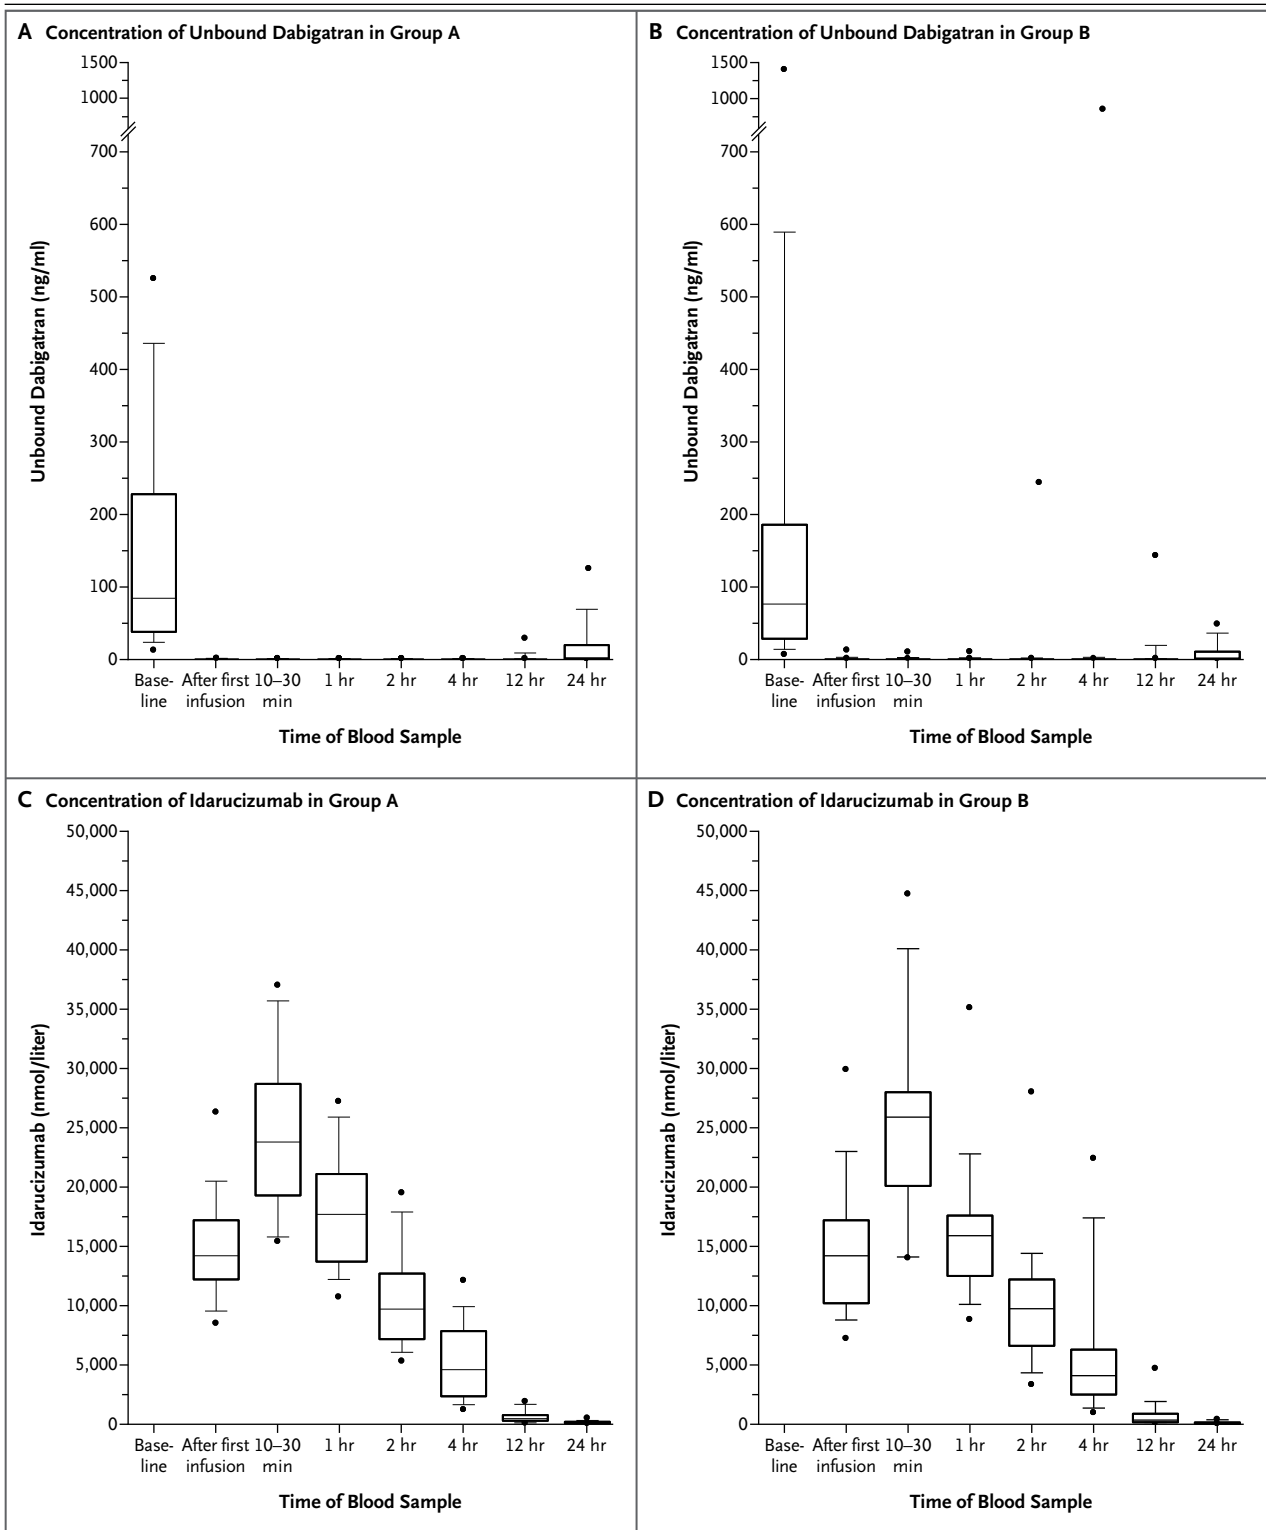 A Concentration of Unbound Dabigatran in Group A
1500
1000
700
600
500
400
300
200
100
0
Unbound Dabigatran (ng/ml)
Base- After first 10–30 1 hr 2 hr 4 hr 12 hr 24 hr
line infusion min
Time of Blood Sample
B Concentration of Unbound Dabigatran in Group B
1500
1000
700
600
500
400
300
200
100
0
Unbound Dabigatran (ng/ml)
Base- After first 10–30 1 hr 2 hr 4 hr 12 hr 24 hr
line infusion min
Time of Blood Sample
C Concentration of Idarucizumab in Group A
50,000
45,000
40,000
35,000
30,000
25,000
20,000
15,000
10,000
5,000
0
Idarucizumab (nmol/liter)
Base- After first 10–30 1 hr 2 hr 4 hr 12 hr 24 hr
line infusion min
Time of Blood Sample
D Concentration of Idarucizumab in Group B
50,000
45,000
40,000
35,000
30,000
25,000
20,000
15,000
10,000
5,000
0
Idarucizumab (nmol/liter)
Base- After first 10–30 1 hr 2 hr 4 hr 12 hr 24 hr
line infusion min
Time of Blood Sample